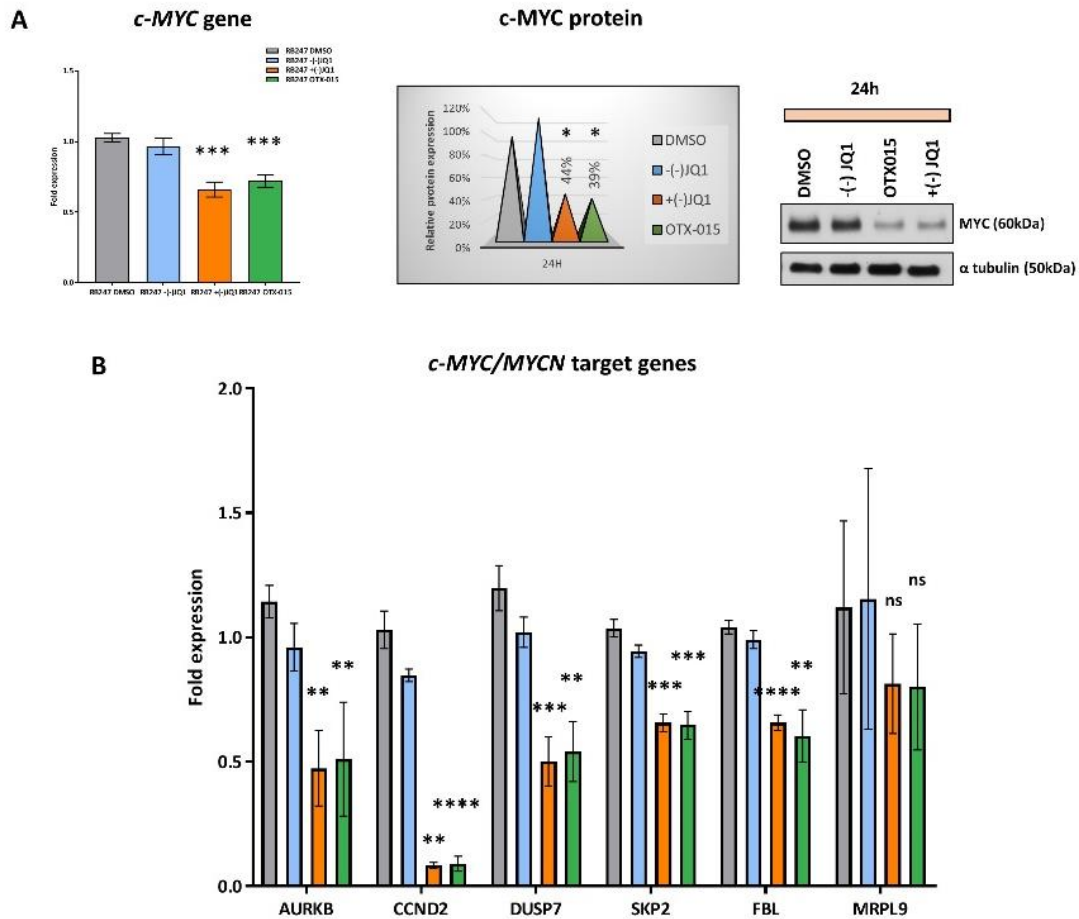 A
c-MYC gene
RB247 DMSO
RB247 -(-)JQ1
RB247 +(-)JQ1
RB247 OTX-015
Fold expression
1.5
1.0
0.5
0.0
***
***
RB247 DMSO RB247 -(-)JQ1 RB247 +(-)JQ1 RB247 OTX-015
c-MYC protein
Relative protein expression
120%
100%
80%
60%
40%
20%
0%
*
*
44%
39%
24H
DMSO
-(-)JQ1
+(-)JQ1
OTX-015
24h
DMSO
-(-) JQ1
OTX015
+(-) JQ1
MYC (60kDa)
α tubulin (50kDa)
B
c-MYC/MYCN target genes
Fold expression
2.0
1.5
1.0
0.5
0.0
**
**
**
****
***
**
***
***
****
**
ns
ns
AURKB CCND2 DUSP7 SKP2 FBL MRPL9